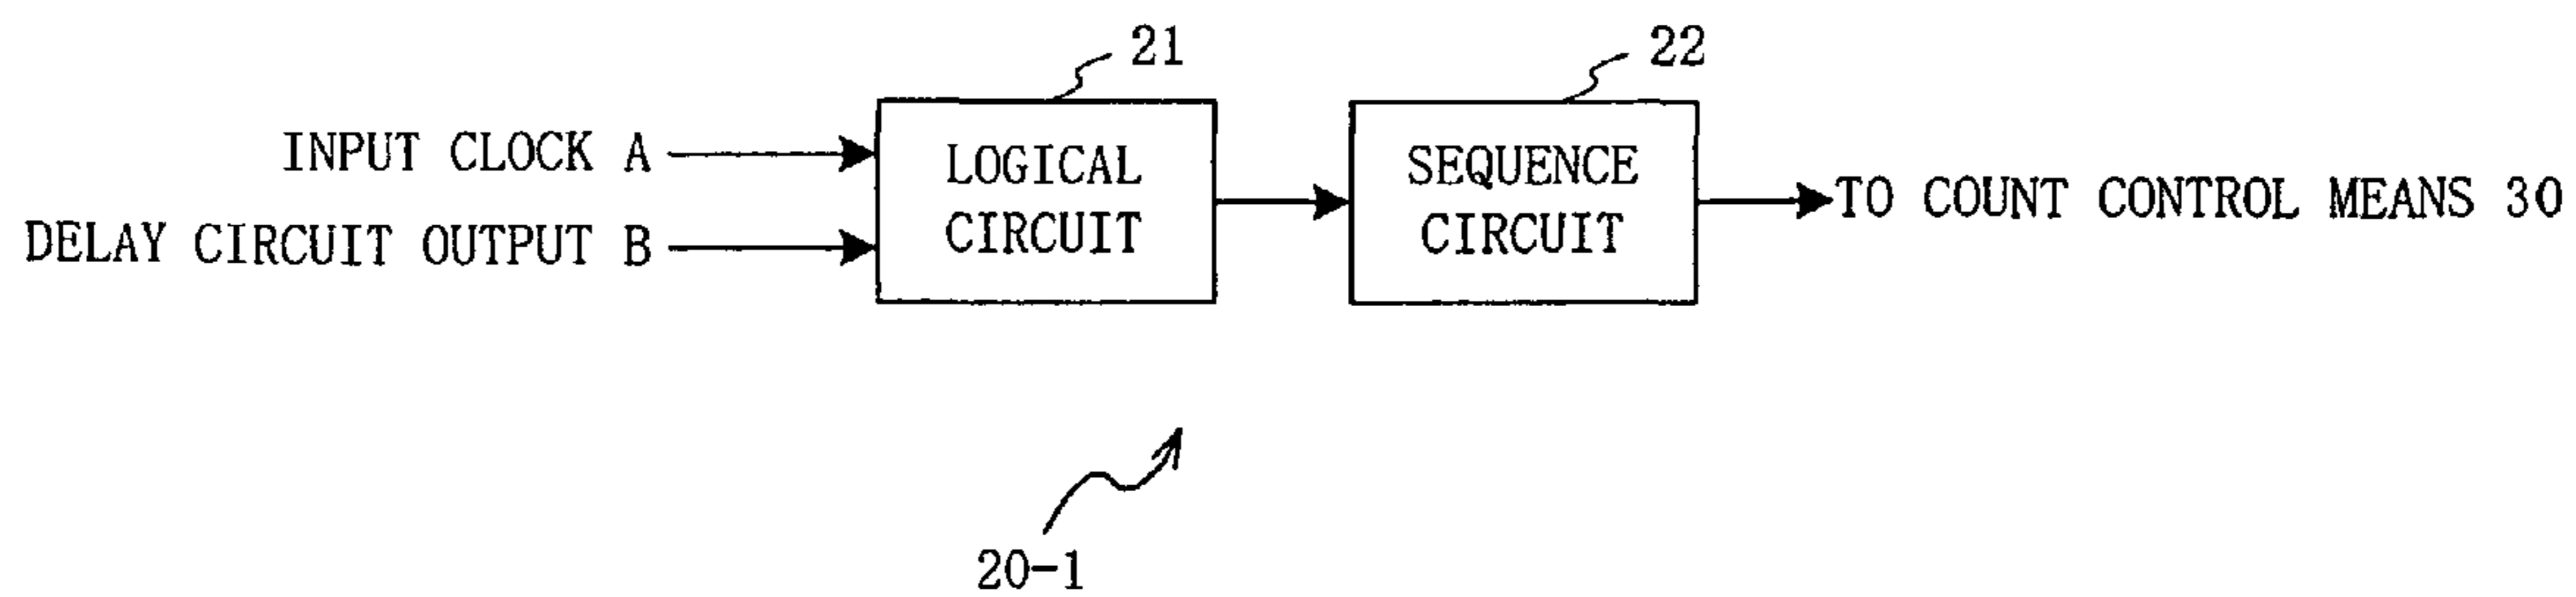 21
22
INPUT CLOCK A
LOGICAL
CIRCUIT
SEQUENCE
CIRCUIT
TO COUNT CONTROL MEANS 30
DELAY CIRCUIT OUTPUT B
20-1